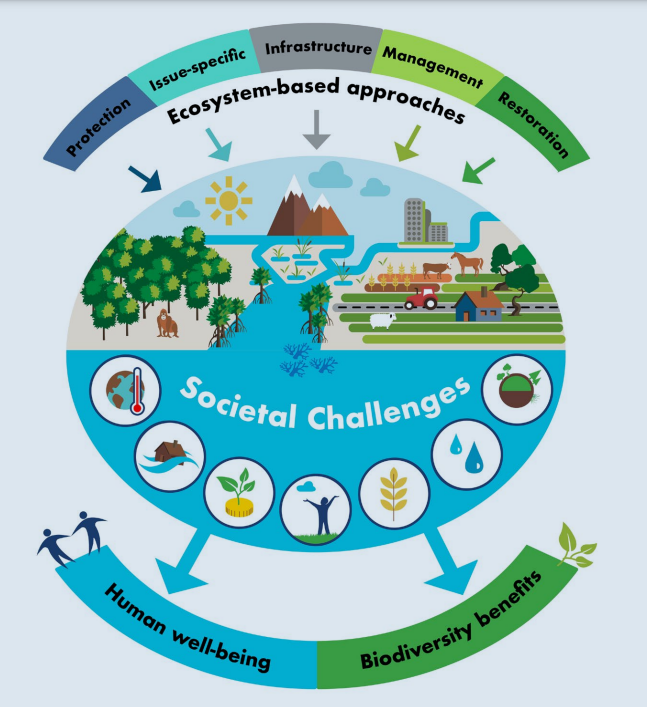 Protection
Issue-specific
Infrastructure
Management
Restoration
Ecosystem-based approaches
Societal Challenges
Human well-being
Biodiversity benefits